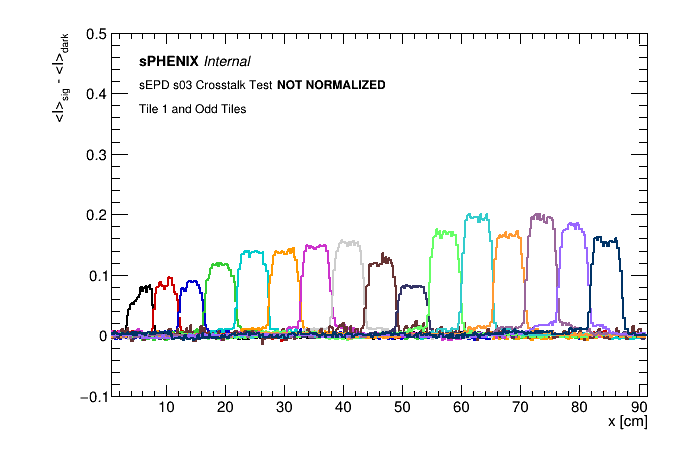 <I>sig - <I>dark
0.5
0.4
0.3
0.2
0.1
0
−0.1
sPHENIX Internal
sEPD s03 Crosstalk Test NOT NORMALIZED
Tile 1 and Odd Tiles
10 20 30 40 50 60 70 80 90
x [cm]